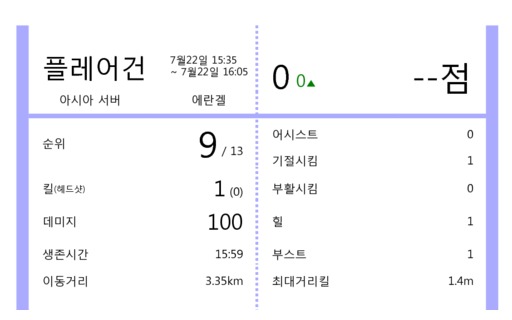 플레어건
7월22일 15:35
~ 7월22일 16:05
아시아 서버
에란겔
0 0▲
--점
순위 9 / 13
킬(헤드샷) 1 (0)
데미지 100
생존시간 15:59
이동거리 3.35km
어시스트 0
기절시킴 1
부활시킴 0
힐 1
부스트 1
최대거리킬 1.4m